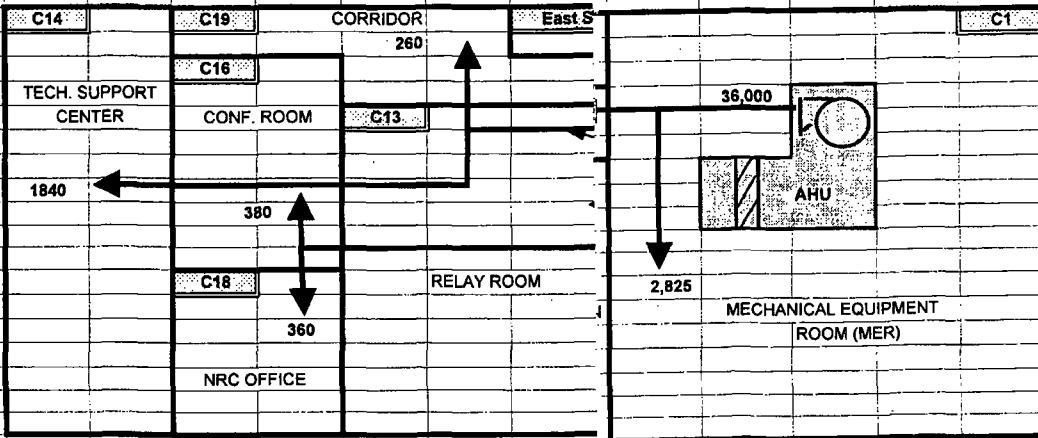 C14
C19
CORRIDOR
East S
C1
260
C16
TECH. SUPPORT
CENTER
CONF. ROOM
C13
36,000
1840
380
AHU
C18
RELAY ROOM
2,825
360
MECHANICAL EQUIPMENT
ROOM (MER)
NRC OFFICE